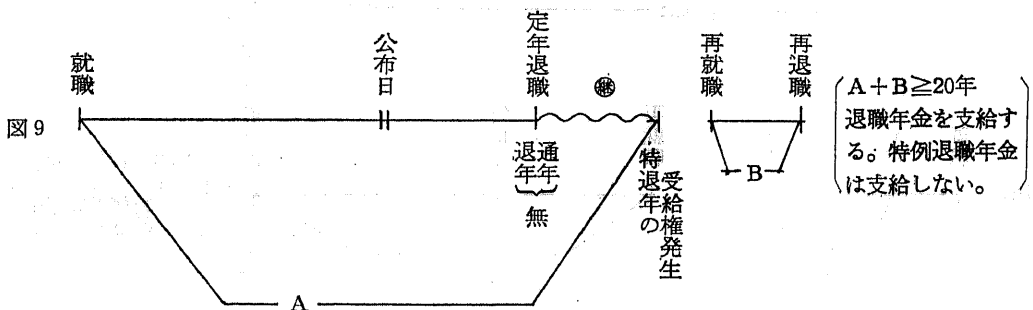 図9
就職
公布日
定年退職
㊩
再就職
再退職
通年
退年
無
特退年の
受給権発生
A
B
A+B≧20年
退職年金を支給す
る。特例退職年金
は支給しない。